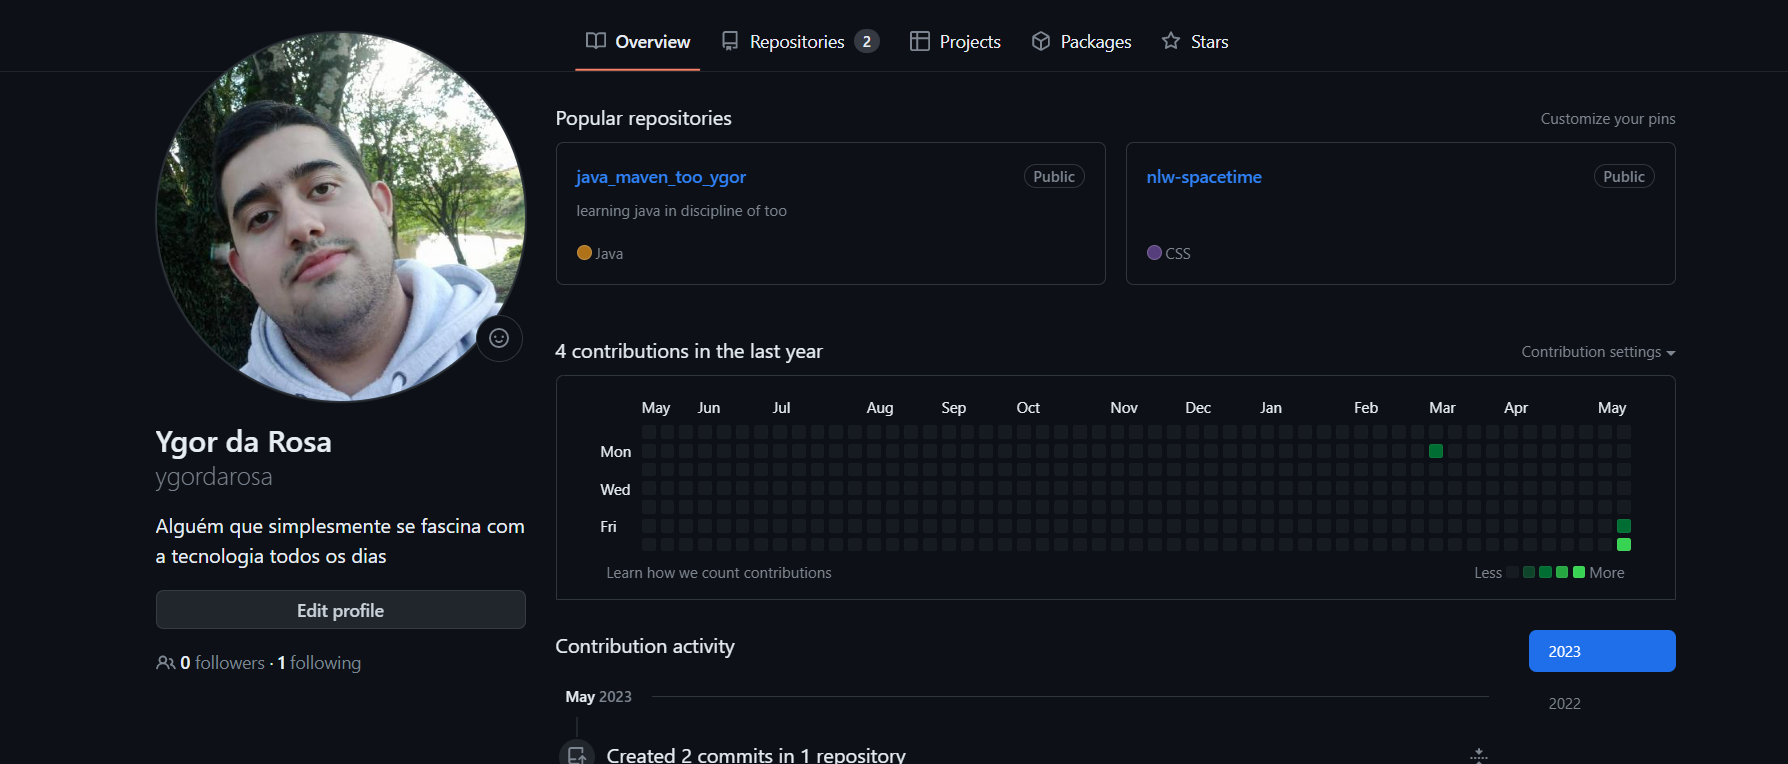 Overview
Repositories 2
Projects
Packages
Stars
Ygor da Rosa
ygordarosa
Alguém que simplesmente se fascina com
a tecnologia todos os dias
Edit profile
0 followers · 1 following
Popular repositories
Customize your pins
java_maven_too_ygor
Public
learning java in discipline of too
Java
nlw-spacetime
Public
CSS
4 contributions in the last year
Contribution settings
May Jun Jul Aug Sep Oct Nov Dec Jan Feb Mar Apr May
Mon
Wed
Fri
Learn how we count contributions
Less More
Contribution activity
2023
2022
May 2023
Created 2 commits in 1 repository